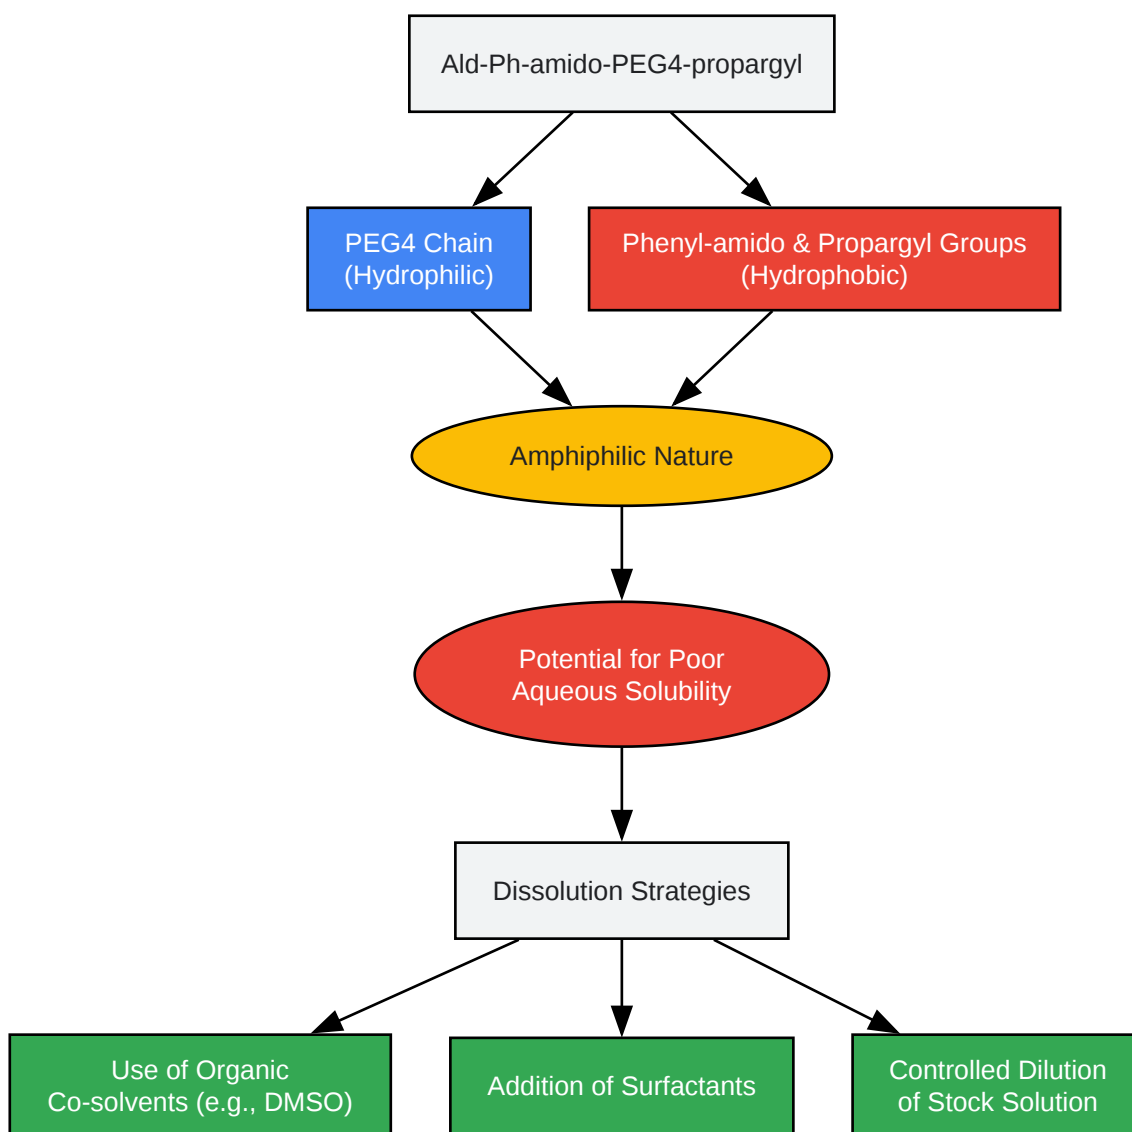 Ald-Ph-amido-PEG4-propargyl
PEG4 Chain
(Hydrophilic)
Phenyl-amido & Propargyl Groups
(Hydrophobic)
Amphiphilic Nature
Potential for Poor
Aqueous Solubility
Dissolution Strategies
Use of Organic
Co-solvents (e.g., DMSO)
Addition of Surfactants
Controlled Dilution
of Stock Solution